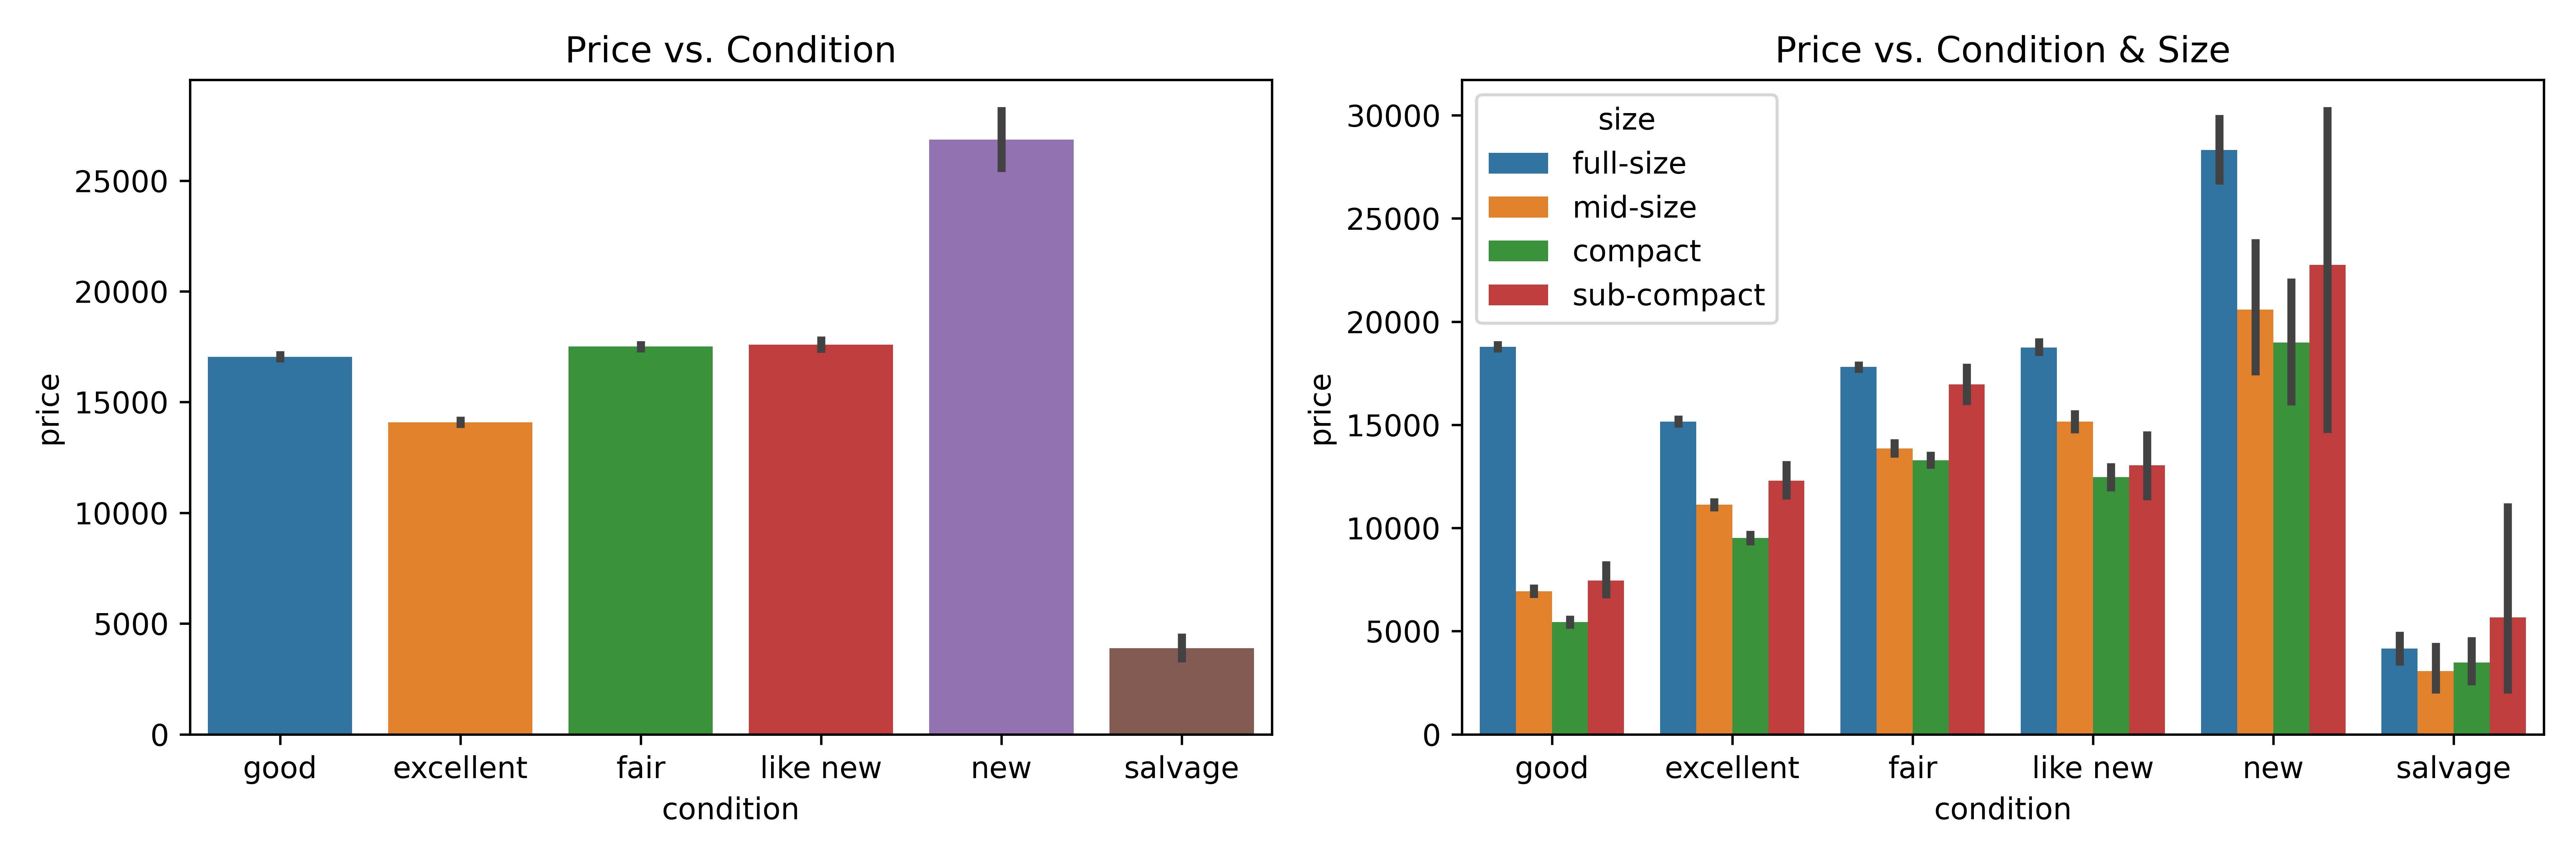 Price vs. Condition
25000
20000
15000
10000
5000
0
price
good excellent fair like new new salvage
condition
Price vs. Condition & Size
size
full-size
mid-size
compact
sub-compact
30000
25000
20000
15000
10000
5000
0
price
good excellent fair like new new salvage
condition